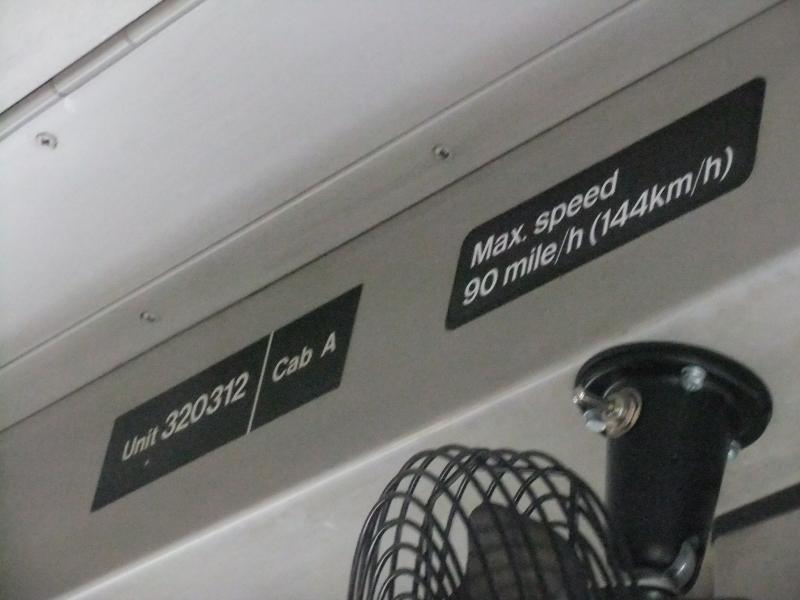 Unit 320312 Cab A
Max. speed
90 mile/h (144km/h)